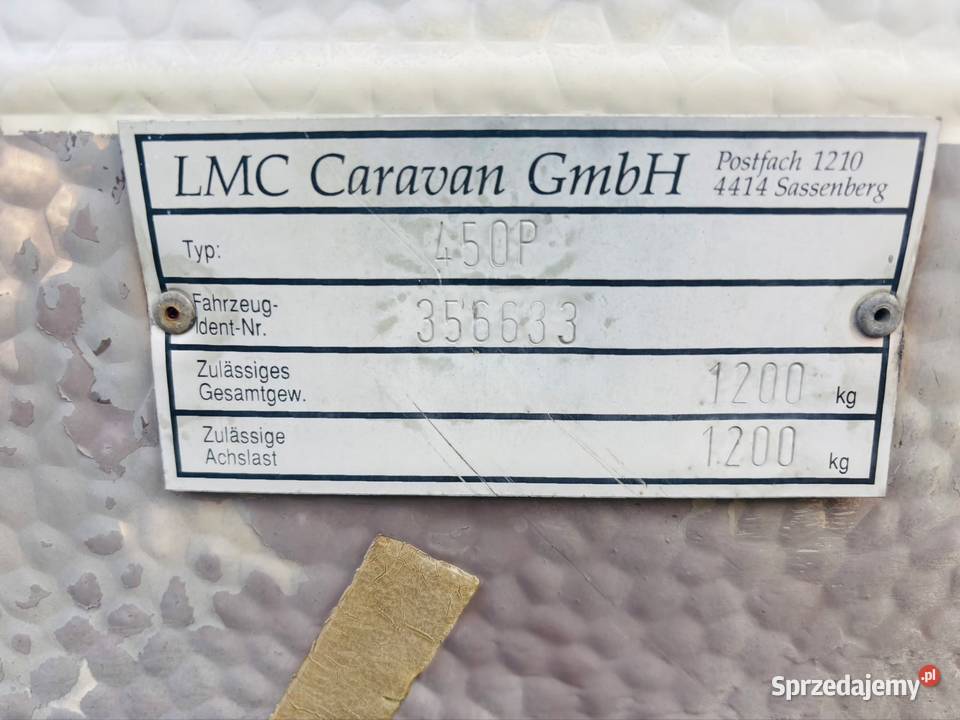 LMC Caravan GmbH
Postfach 1210
4414 Sassenberg
Typ: 450P
Fahrzeug-
Ident-Nr. 356633
Zulässiges
Gesamtgew. 1200 kg
Zulässige
Achslast 1200 kg
Sprzedajemy.pl